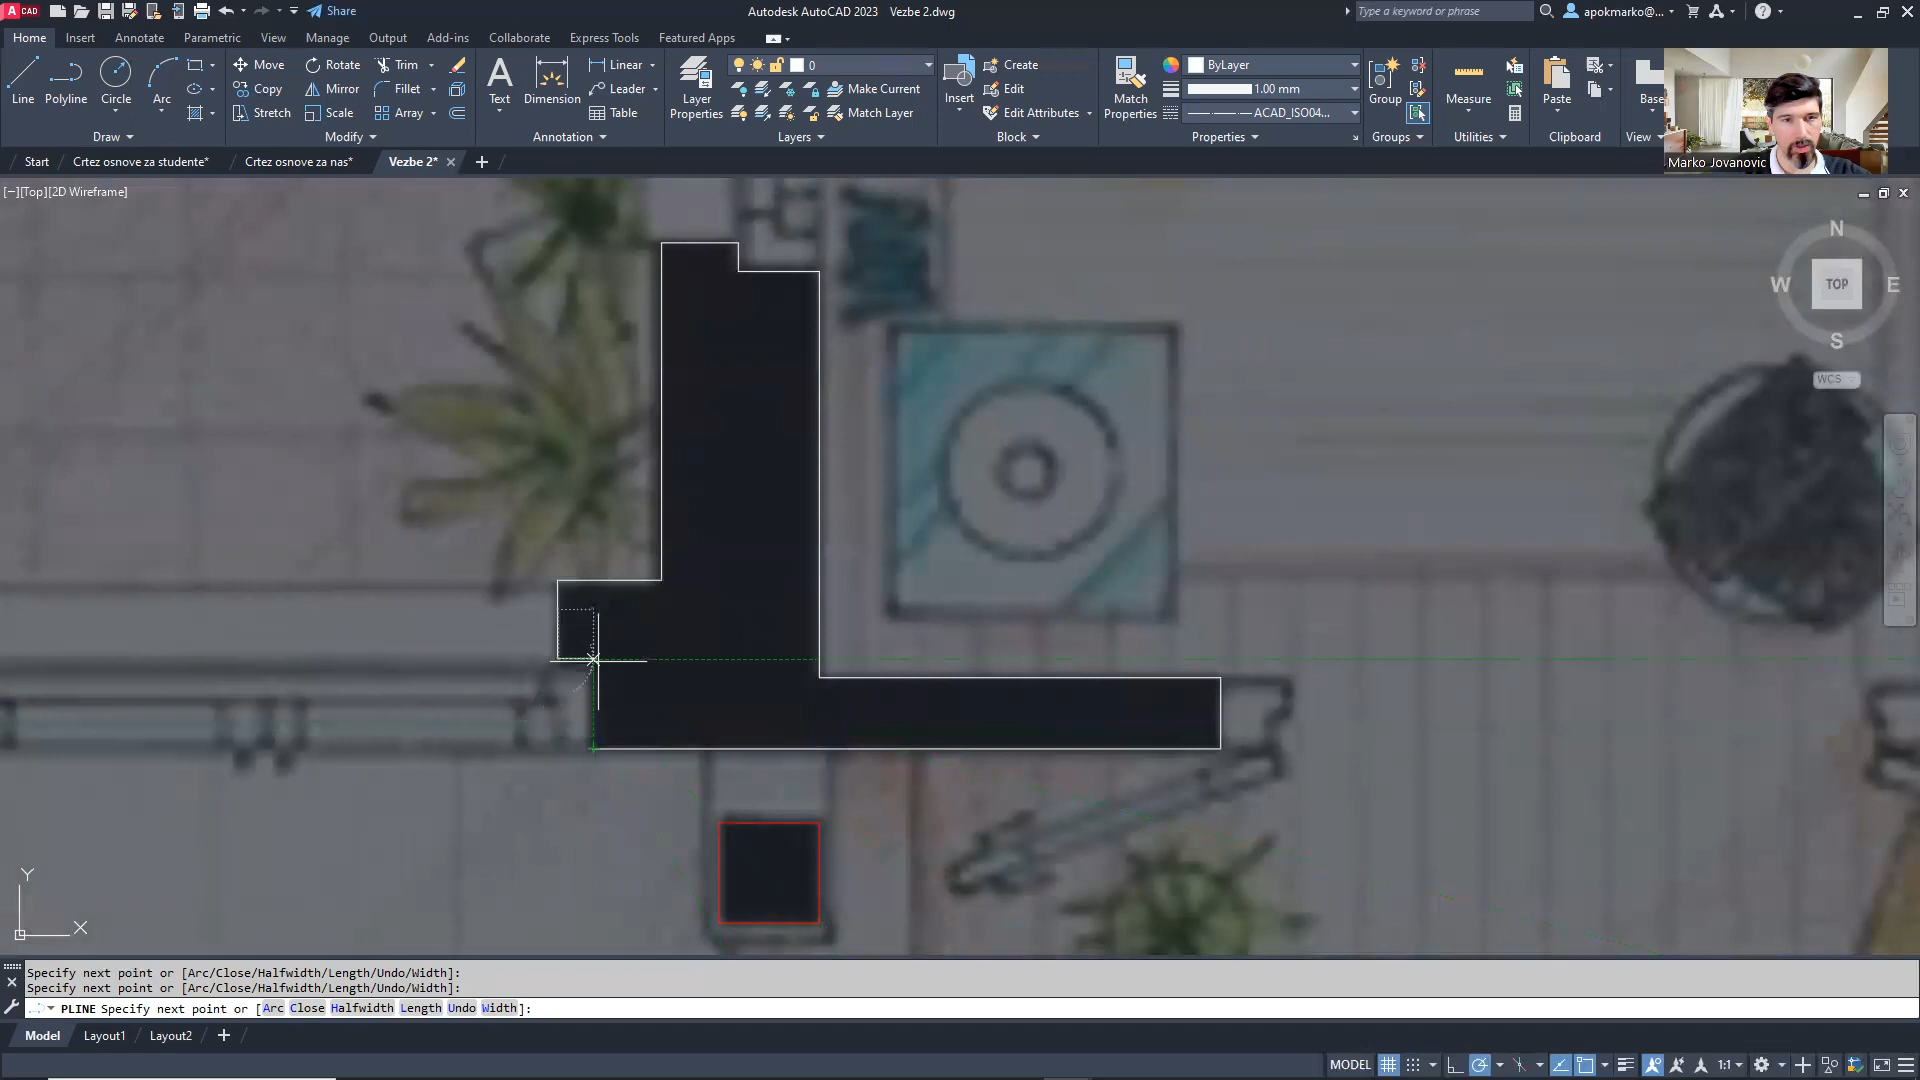 A CAD
Share
Autodesk AutoCAD 2023 Vezbe 2.dwg
Type a keyword or phrase
apokmarko@...
Home Insert Annotate Parametric View Manage Output Add-ins Collaborate Express Tools Featured Apps
Line
Polyline
Circle
Arc
Move
Rotate
Trim
Copy
Mirror
Fillet
Stretch
Scale
Array
Text
Dimension
Linear
Leader
Table
Layer
Properties
0
Make Current
Match Layer
Insert
Create
Edit
Edit Attributes
Match
Properties
ByLayer
1.00 mm
ACAD_ISO04...
Group
Measure
Paste
Base
Draw
Modify
Annotation
Layers
Block
Properties
Groups
Utilities
Clipboard
View
Marko Jovanovic
Start
Crtez osnove za studente*
Crtez osnove za nas*
Vezbe 2*
[−][Top][2D Wireframe]
N
W
TOP
E
S
WCS
Y
X
Specify next point or [Arc/Close/Halfwidth/Length/Undo/Width]:
Specify next point or [Arc/Close/Halfwidth/Length/Undo/Width]:
PLINE Specify next point or [Arc Close Halfwidth Length Undo Width]:
Model Layout1 Layout2
MODEL
1:1